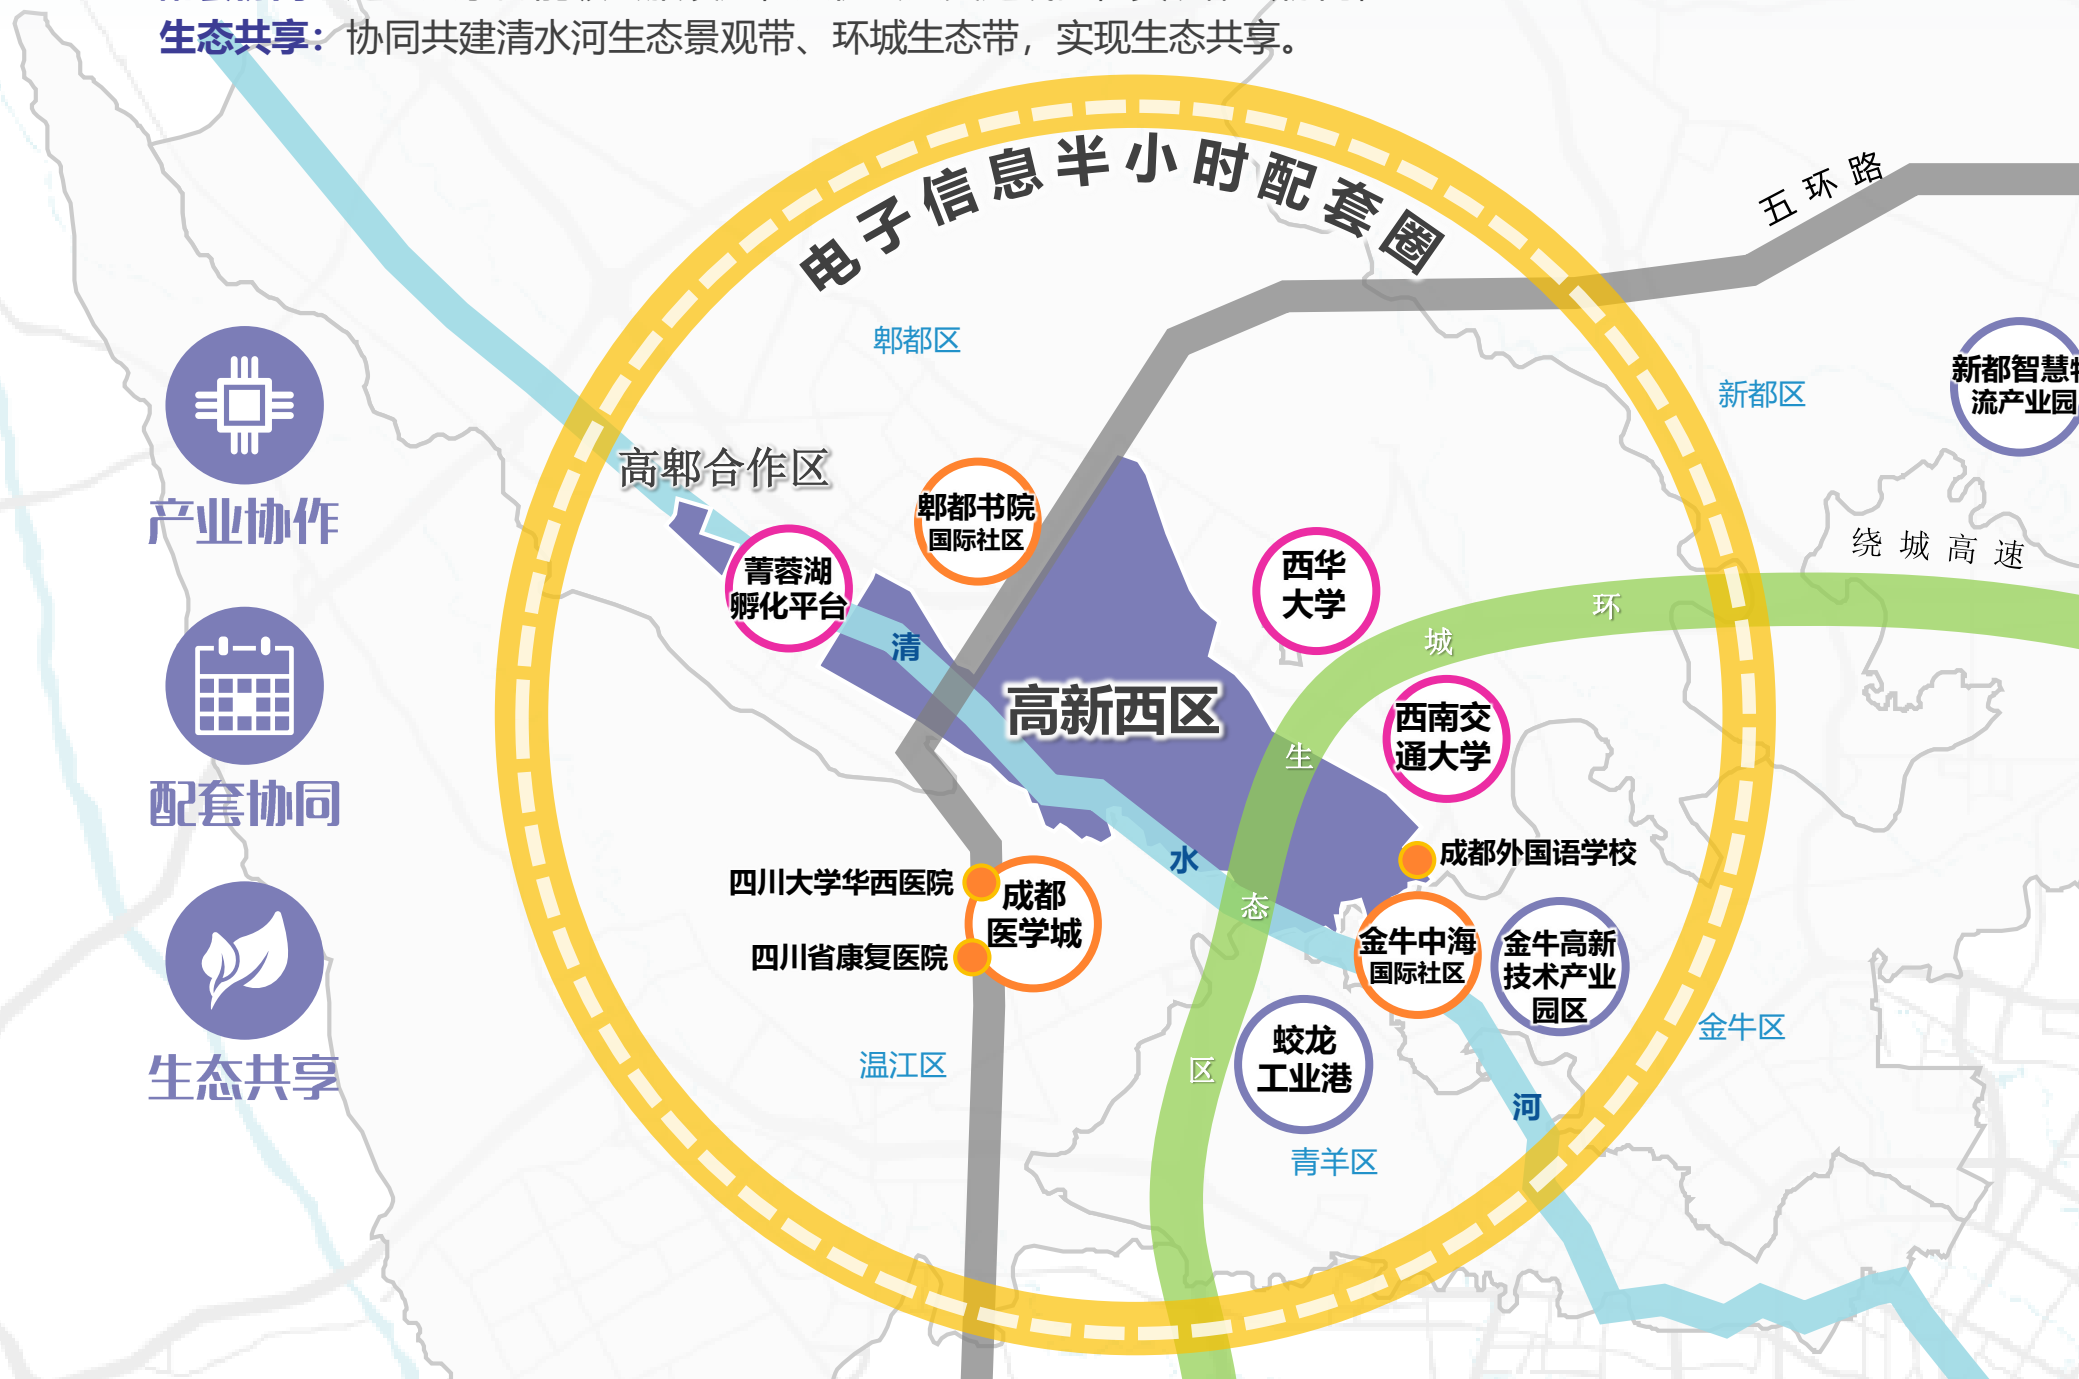 生态共享：协同共建清水河生态景观带、环城生态带，实现生态共享。
电子信息半小时配套圈
五环路
郫都区
新都区
新都智慧物
流产业园
高郫合作区
郫都书院
国际社区
绕城高速
菁蓉湖
孵化平台
西华
大学
环
城
生
态
区
清
水
河
高新西区
西南交
通大学
成都外国语学校
四川大学华西医院
成都
医学城
四川省康复医院
金牛中海
国际社区
金牛高新
技术产业
园区
金牛区
蛟龙
工业港
温江区
青羊区
产业协作
配套协同
生态共享